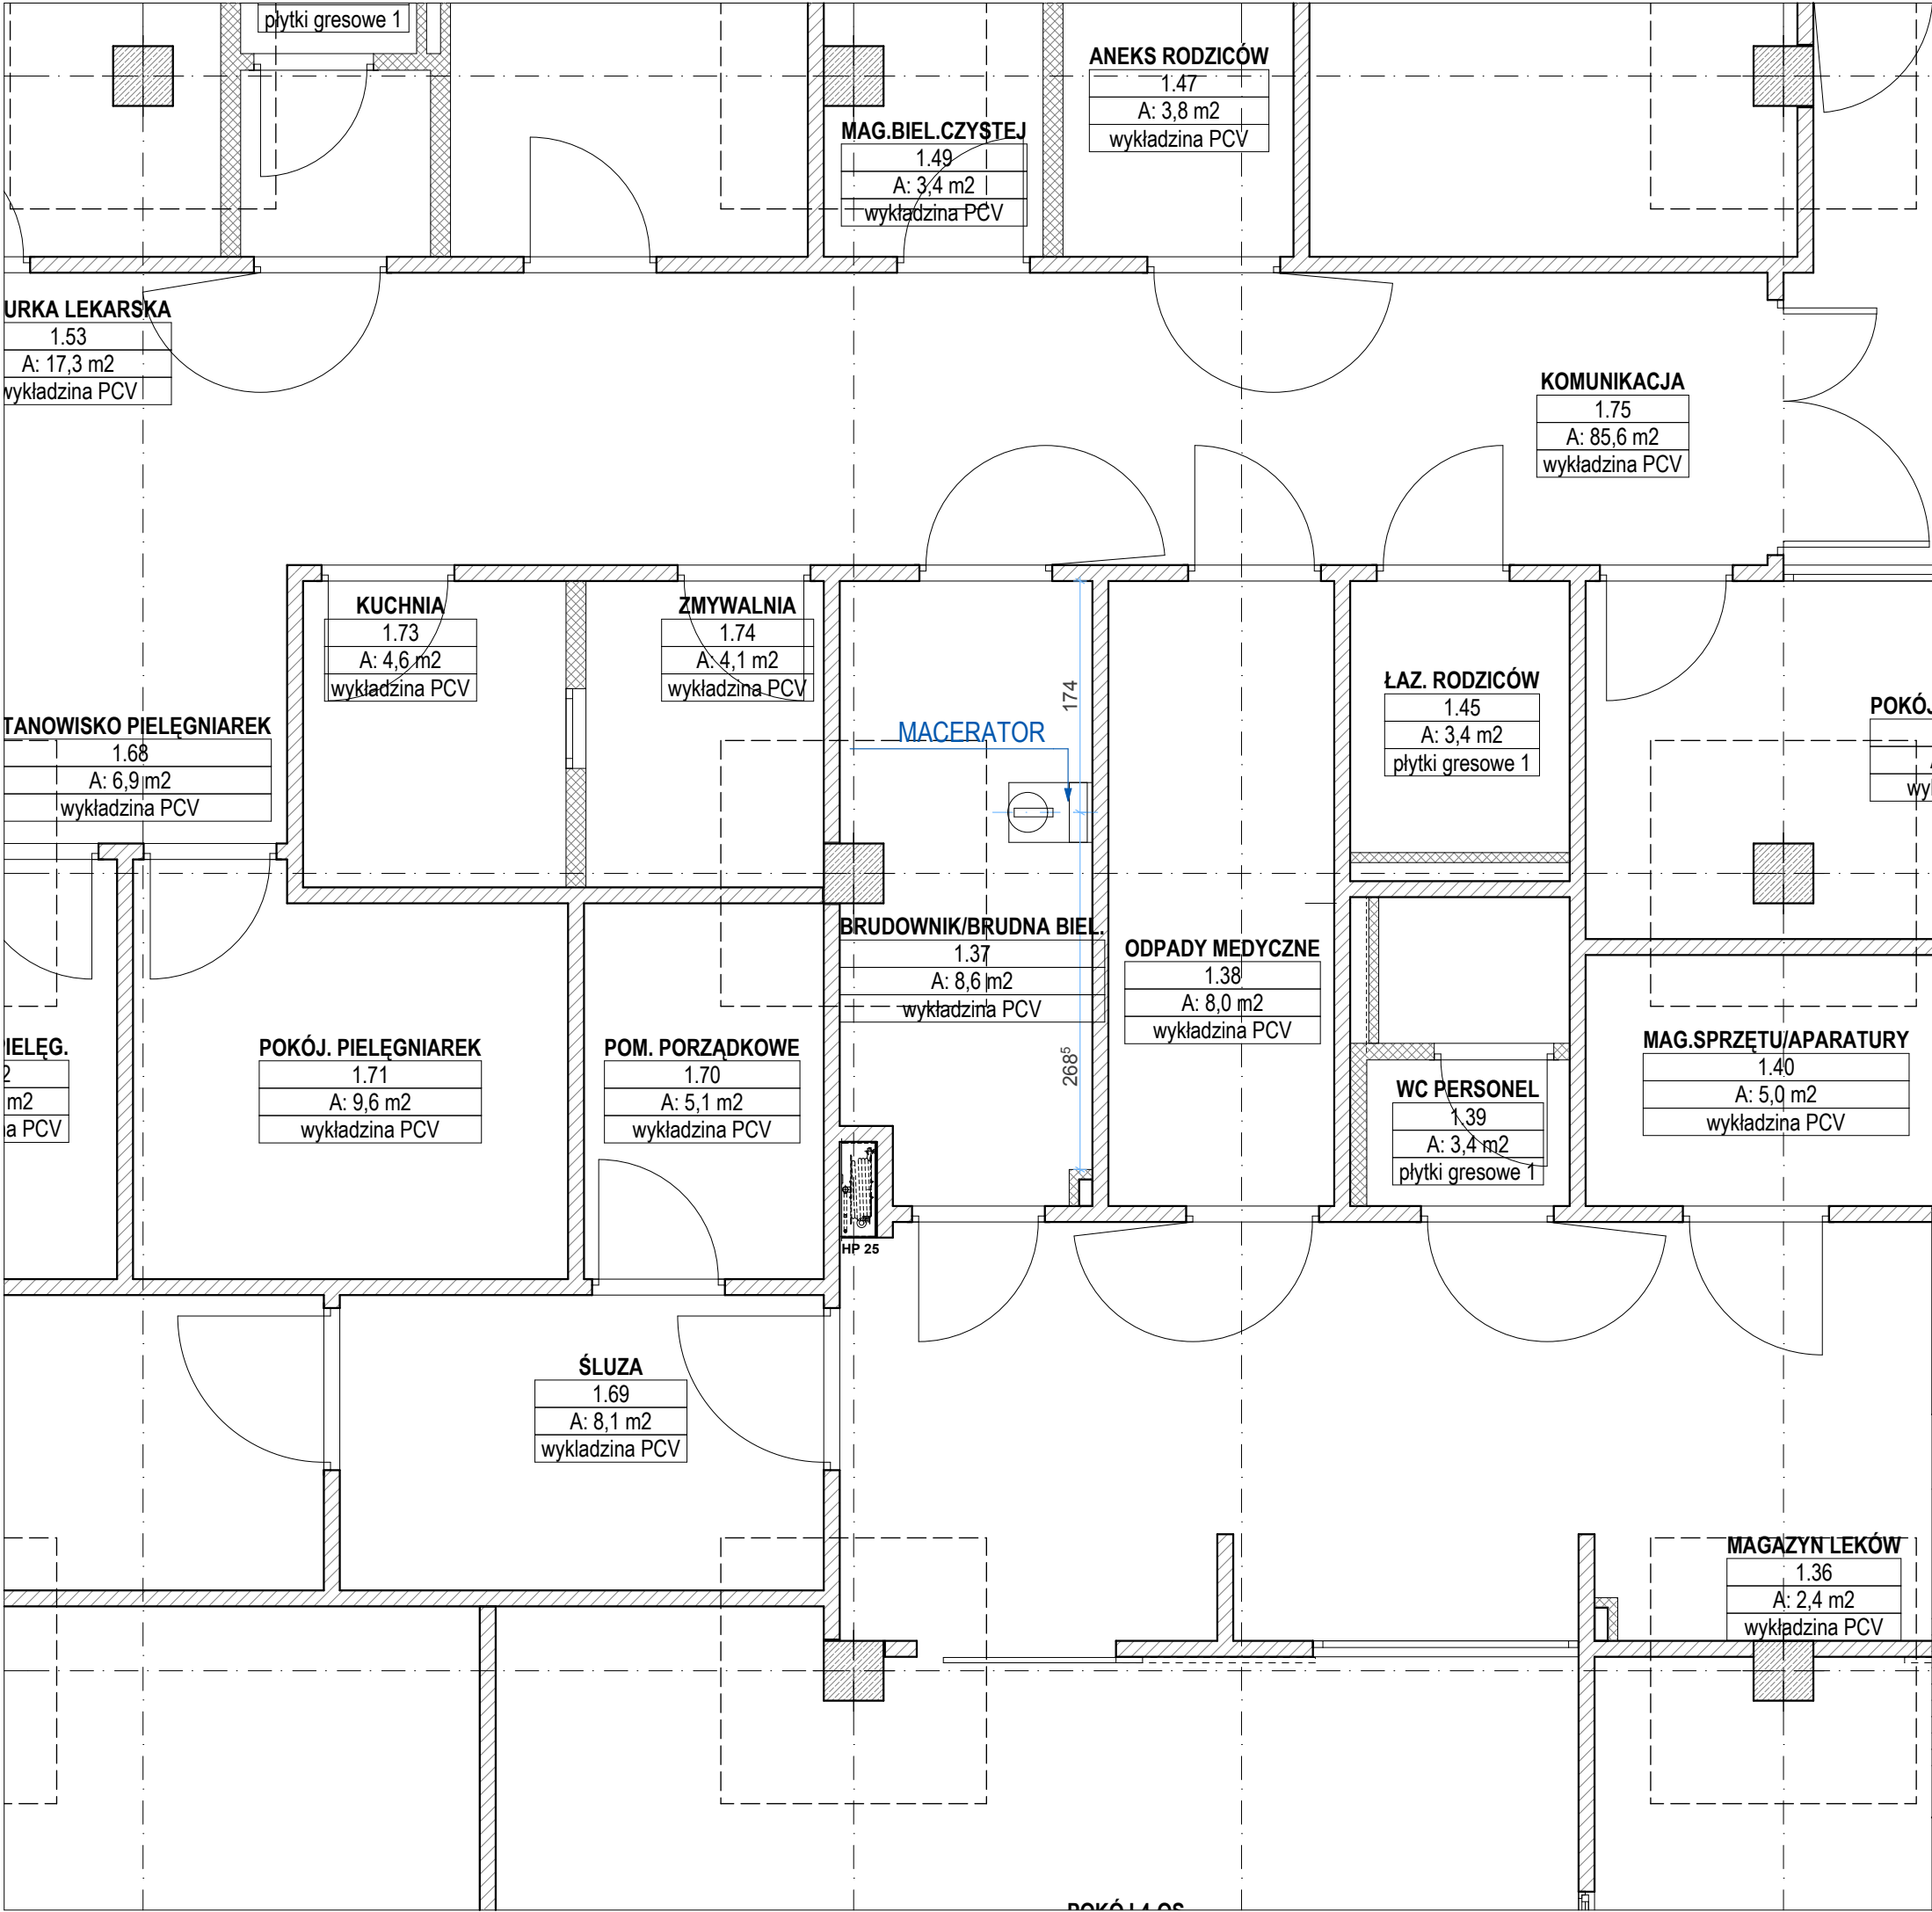 płytki gresowe 1
ANEKS RODZICÓW
1.47
A: 3,8 m2
wykładzina PCV
MAG.BIEL.CZYSTEJ
1.49
A: 3,4 m2
wykładzina PCV
URKA LEKARSKA
1.53
A: 17,3 m2
wykładzina PCV
KOMUNIKACJA
1.75
A: 85,6 m2
wykładzina PCV
KUCHNIA
1.73
A: 4,6 m2
wykładzina PCV
ZMYWALNIA
1.74
A: 4,1 m2
wykładzina PCV
174
MACERATOR
ŁAZ. RODZICÓW
1.45
A: 3,4 m2
płytki gresowe 1
POKÓJ
wy
TANOWISKO PIELĘGNIAREK
1.68
A: 6,9 m2
wykładzina PCV
BRUDOWNIK/BRUDNA BIEL.
1.37
A: 8,6 m2
wykładzina PCV
ODPADY MEDYCZNE
1.38
A: 8,0 m2
wykładzina PCV
268⁵
IELĘG.
2
m2
a PCV
POKÓJ. PIELĘGNIAREK
1.71
A: 9,6 m2
wykładzina PCV
POM. PORZĄDKOWE
1.70
A: 5,1 m2
wykładzina PCV
WC PERSONEL
1.39
A: 3,4 m2
płytki gresowe 1
MAG.SPRZĘTU/APARATURY
1.40
A: 5,0 m2
wykładzina PCV
HP 25
ŚLUZA
1.69
A: 8,1 m2
wykladzina PCV
MAGAZYN LEKÓW
1.36
A: 2,4 m2
wykładzina PCV